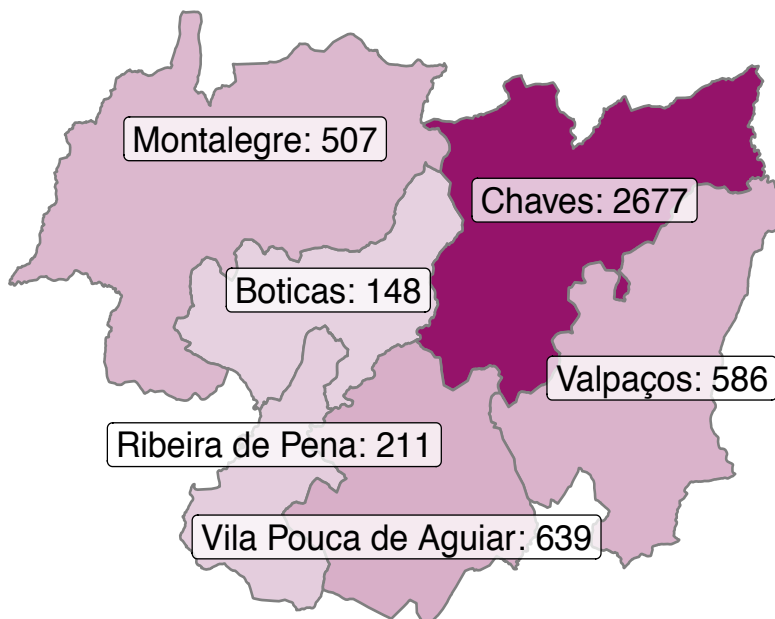 Montalegre: 507
Chaves: 2677
Boticas: 148
Valpaços: 586
Ribeira de Pena: 211
Vila Pouca de Aguiar: 639